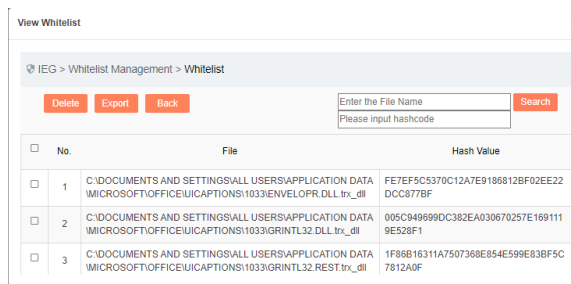 View Whitelist
IEG > Whitelist Management > Whitelist
Delete Export Back Enter the File Name Search
Please input hashcode
No. File Hash Value
1 C:\DOCUMENTS AND SETTINGS\ALL USERS\APPLICATION DATA FE7EF5C5370C12A7E9186812BF02EE22
\MICROSOFT\OFFICE\UICAPTIONS\1033\ENVELOPR.DLL.trx_dll DCC877BF
2 C:\DOCUMENTS AND SETTINGS\ALL USERS\APPLICATION DATA 005C949699DC382EA030670257E169111
\MICROSOFT\OFFICE\UICAPTIONS\1033\GRINTL32.DLL.trx_dll 9E528F1
3 C:\DOCUMENTS AND SETTINGS\ALL USERS\APPLICATION DATA 1F86B16311A7507368E854E599E83BF5C
\MICROSOFT\OFFICE\UICAPTIONS\1033\GRINTL32.REST.trx_dll 7812A0F